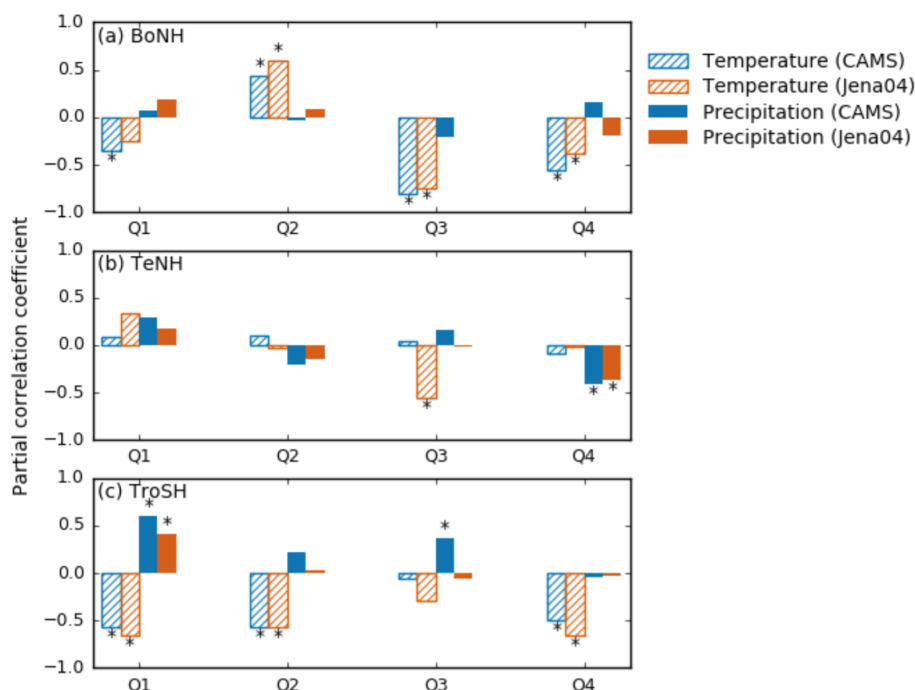 Partial correlation coefficient
1.0
(a) BoNH
0.5
0.0
−0.5
−1.0
Q1 Q2 Q3 Q4
* * * * * * *
Temperature (CAMS)
Temperature (Jena04)
Precipitation (CAMS)
Precipitation (Jena04)
1.0
(b) TeNH
0.5
0.0
−0.5
−1.0
Q1 Q2 Q3 Q4
* * *
1.0
(c) TroSH
0.5
0.0
−0.5
−1.0
Q1 Q2 Q3 Q4
* * * * * * * * *